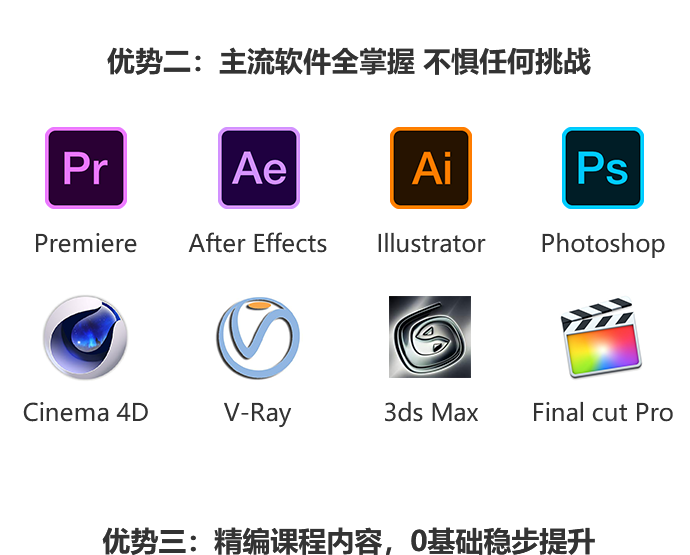 优势二：主流软件全掌握 不惧任何挑战
Pr Ae Ai Ps
Premiere After Effects Illustrator Photoshop
Cinema 4D V-Ray 3ds Max Final cut Pro
优势三：精编课程内容，0基础稳步提升